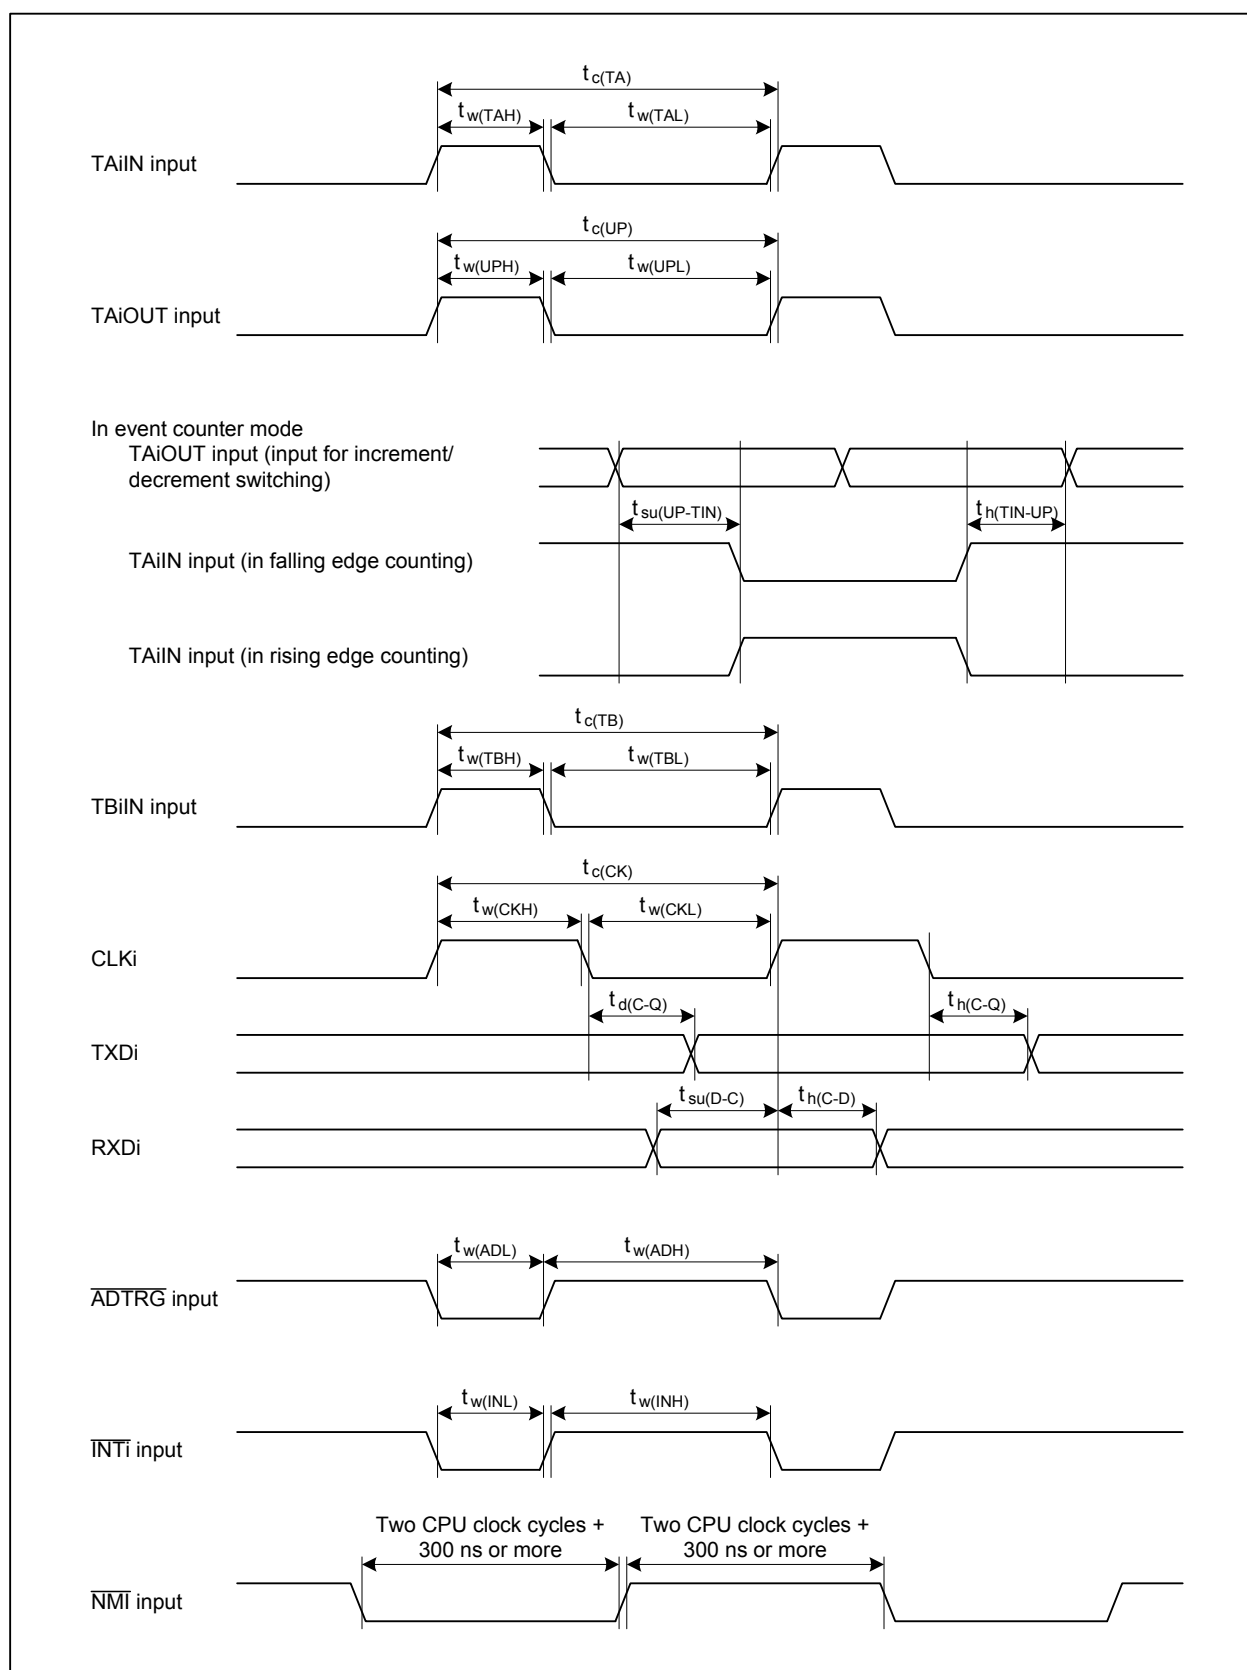 tc(TA)
tw(TAH) tw(TAL)
TAiIN input
tc(UP)
tw(UPH) tw(UPL)
TAiOUT input
In event counter mode
TAiOUT input (input for increment/
decrement switching)
tsu(UP-TIN) th(TIN-UP)
TAiIN input (in falling edge counting)
TAiIN input (in rising edge counting)
tc(TB)
tw(TBH) tw(TBL)
TBiIN input
tc(CK)
tw(CKH) tw(CKL)
CLKi
td(C-Q) th(C-Q)
TXDi
tsu(D-C) th(C-D)
RXDi
tw(ADL) tw(ADH)
ADTRG input
tw(INL) tw(INH)
INTi input
Two CPU clock cycles + Two CPU clock cycles +
300 ns or more 300 ns or more
NMI input